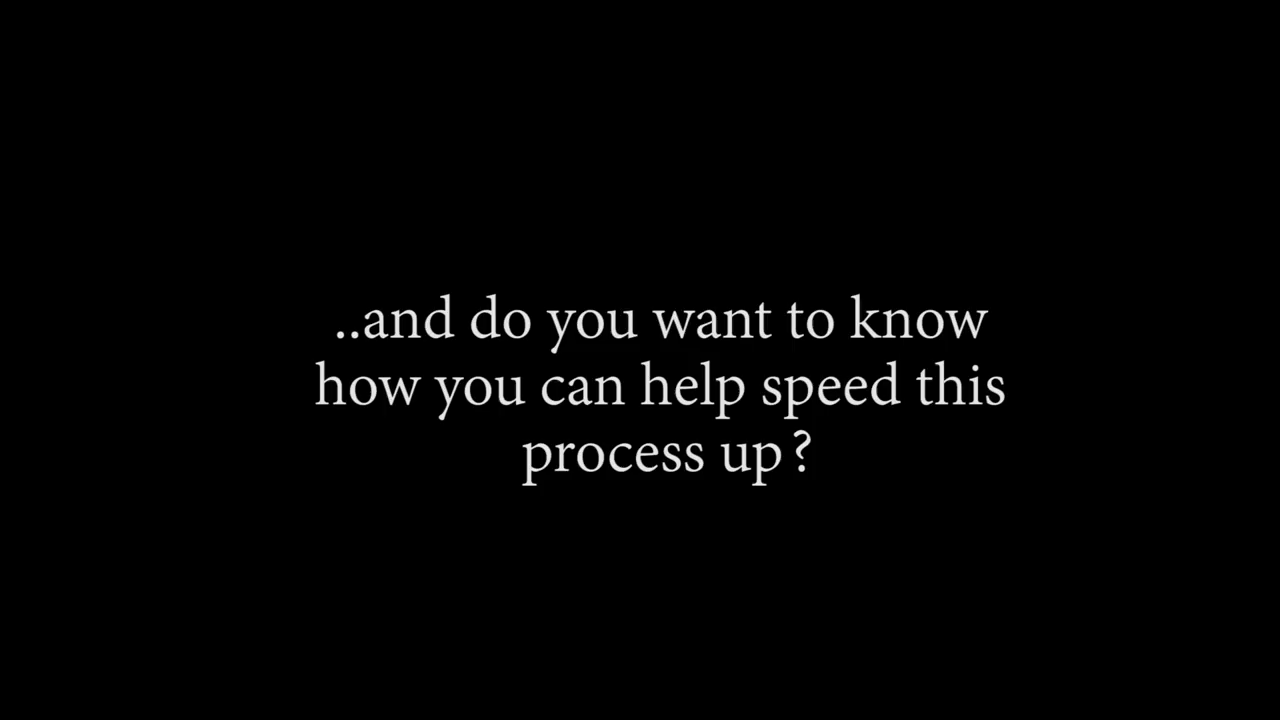 ..and do you want to know
how you can help speed this
process up?